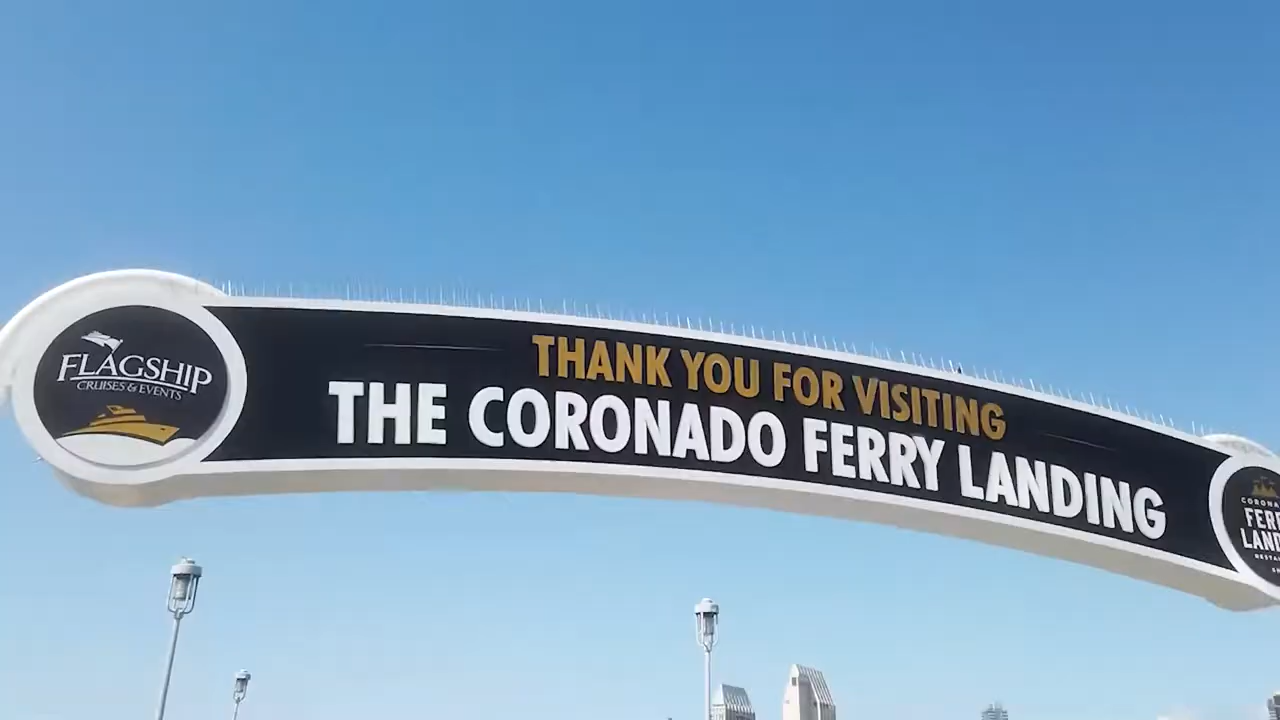 FLAGSHIP
CRUISES & EVENTS
THANK YOU FOR VISITING
THE CORONADO FERRY LANDING